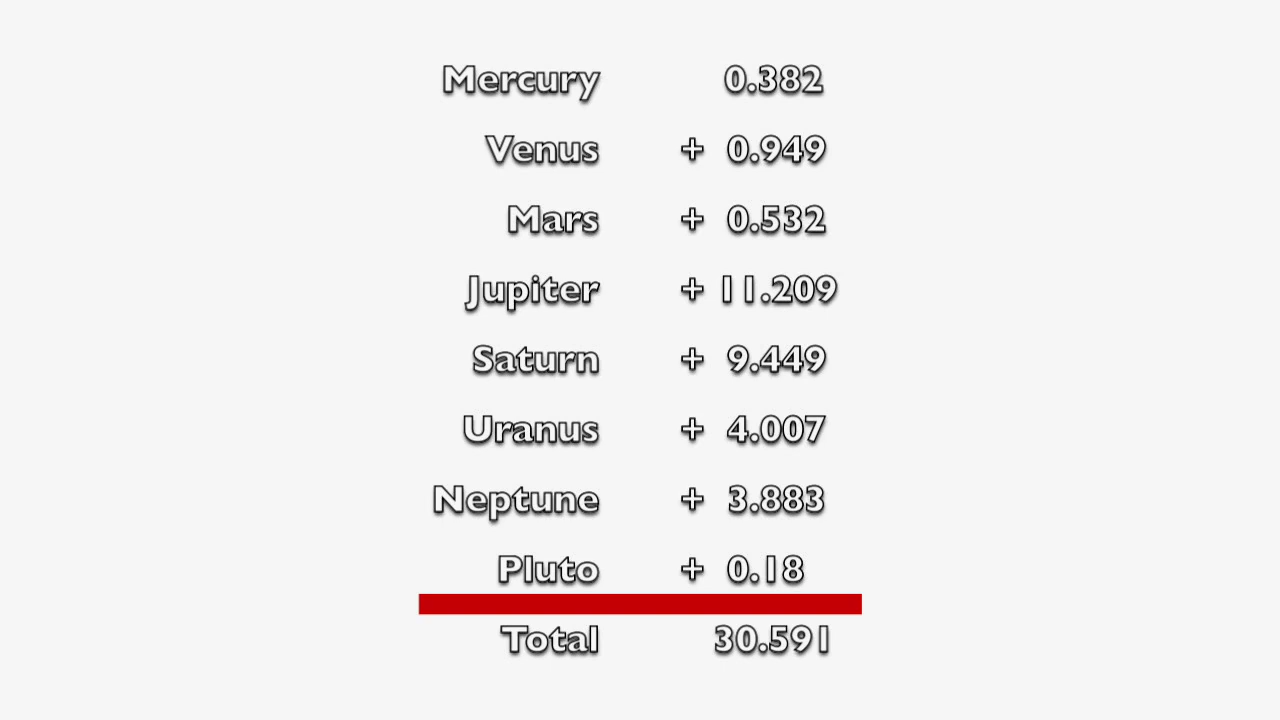 Mercury 0.382
Venus + 0.949
Mars + 0.532
Jupiter + 11.209
Saturn + 9.449
Uranus + 4.007
Neptune + 3.883
Pluto + 0.18
Total 30.591